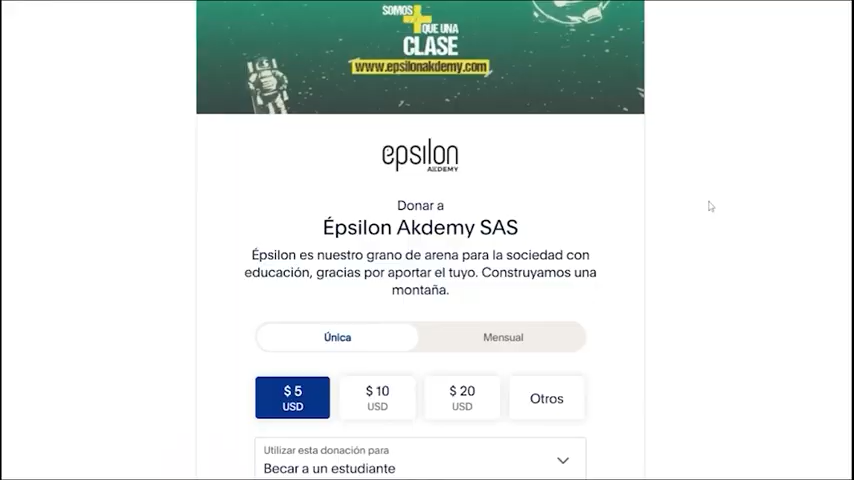 SOMOS
QUE UNA
CLASE
www.epsilonakdemy.com
epsilon
AKDEMY
Donar a
Épsilon Akdemy SAS
Épsilon es nuestro grano de arena para la sociedad con
educación, gracias por aportar el tuyo. Construyamos una
montaña.
Única Mensual
$ 5 $ 10 $ 20 Otros
USD USD USD
Utilizar esta donación para
Becar a un estudiante